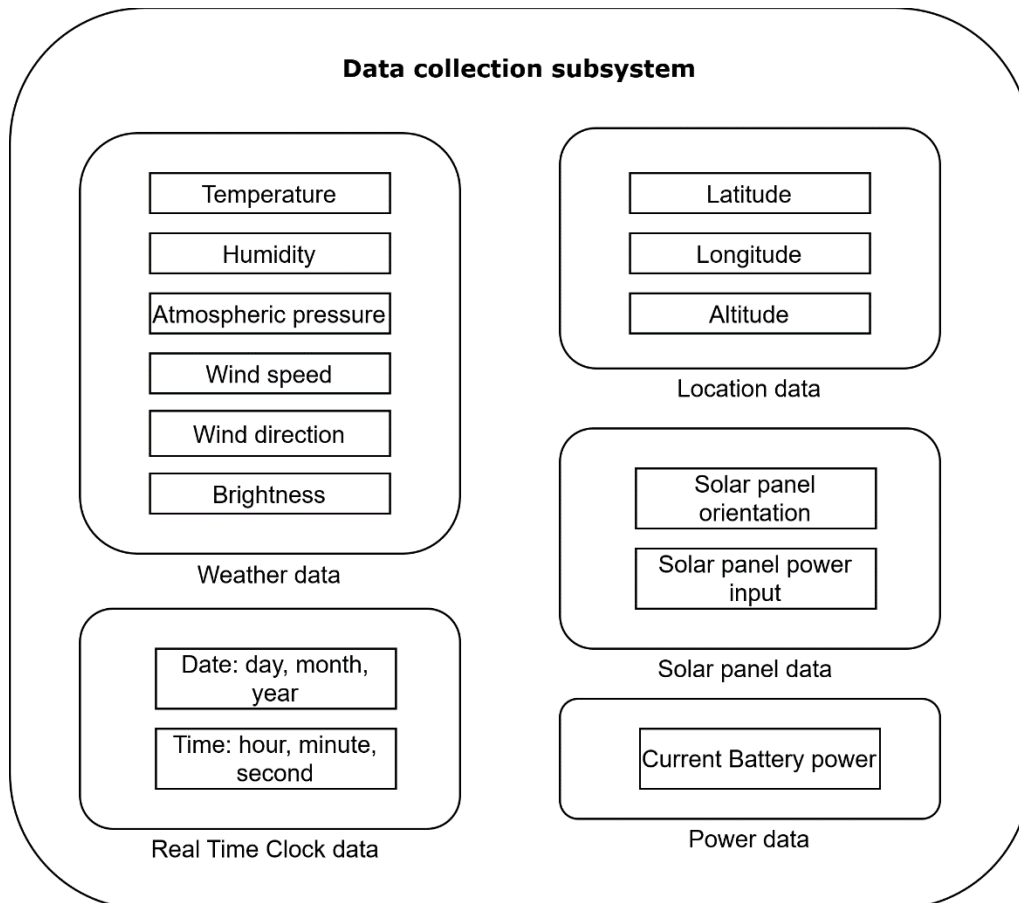 Data collection subsystem
Temperature
Humidity
Atmospheric pressure
Wind speed
Wind direction
Brightness
Weather data
Date: day, month,
year
Time: hour, minute,
second
Real Time Clock data
Latitude
Longitude
Altitude
Location data
Solar panel
orientation
Solar panel power
input
Solar panel data
Current Battery power
Power data